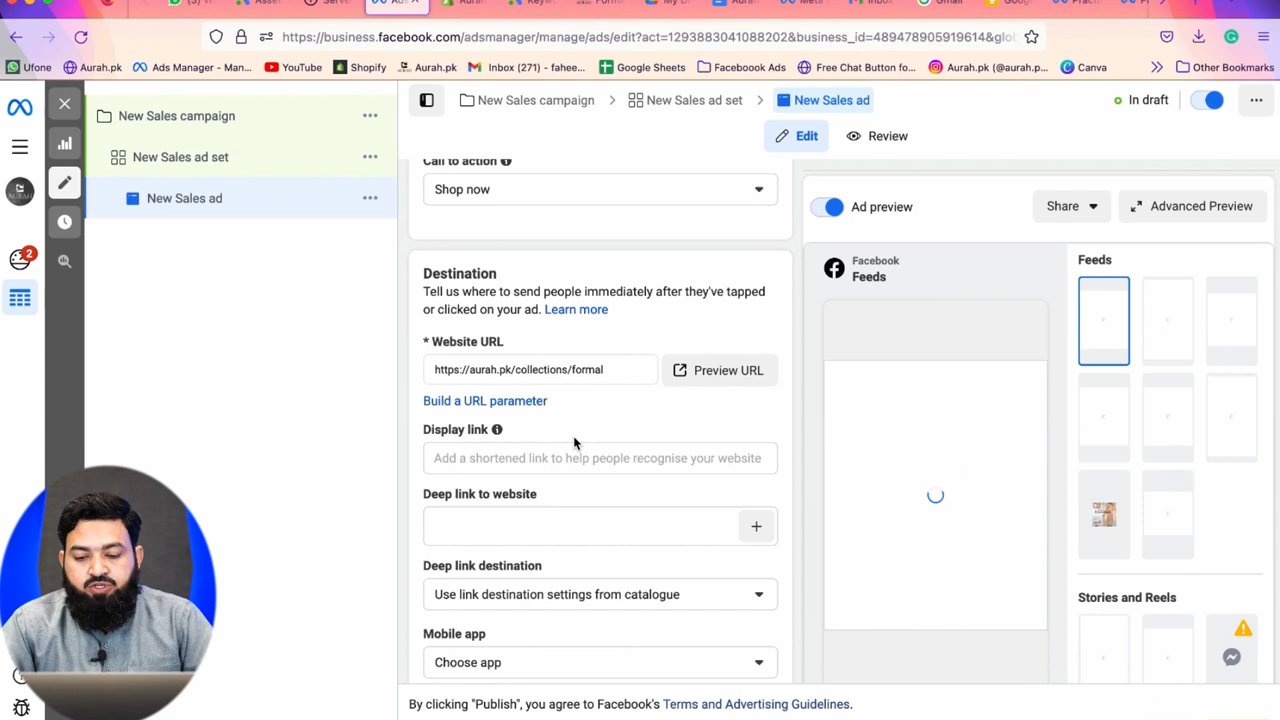 Ads
Server
https://business.facebook.com/adsmanager/manage/ads/edit?act=1293883041088202&business_id=489478905919614&glo
Ufone
Aurah.pk
Ads Manager - Man...
YouTube
Shopify
Aurah.pk
Inbox (271) - fahee...
Google Sheets
Faceboook Ads
Free Chat Button fo...
Aurah.pk (@aurah.p...
Canva
Other Bookmarks
New Sales campaign
New Sales ad set
New Sales ad
New Sales campaign
New Sales ad set
New Sales ad
In draft
Edit
Review
2
Call to action
Shop now
Destination
Tell us where to send people immediately after they've tapped
or clicked on your ad. Learn more
* Website URL
https://aurah.pk/collections/formal
Preview URL
Build a URL parameter
Display link
Add a shortened link to help people recognise your website
Deep link to website
Deep link destination
Use link destination settings from catalogue
Mobile app
Choose app
Ad preview
Share
Advanced Preview
Facebook
Feeds
Feeds
Stories and Reels
By clicking "Publish", you agree to Facebook's Terms and Advertising Guidelines.